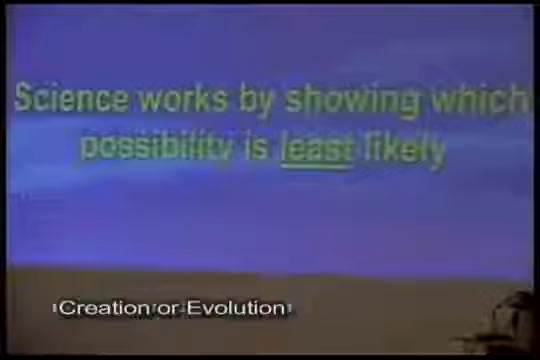 Science works by showing which
possibility is least likely
Creation or Evolution